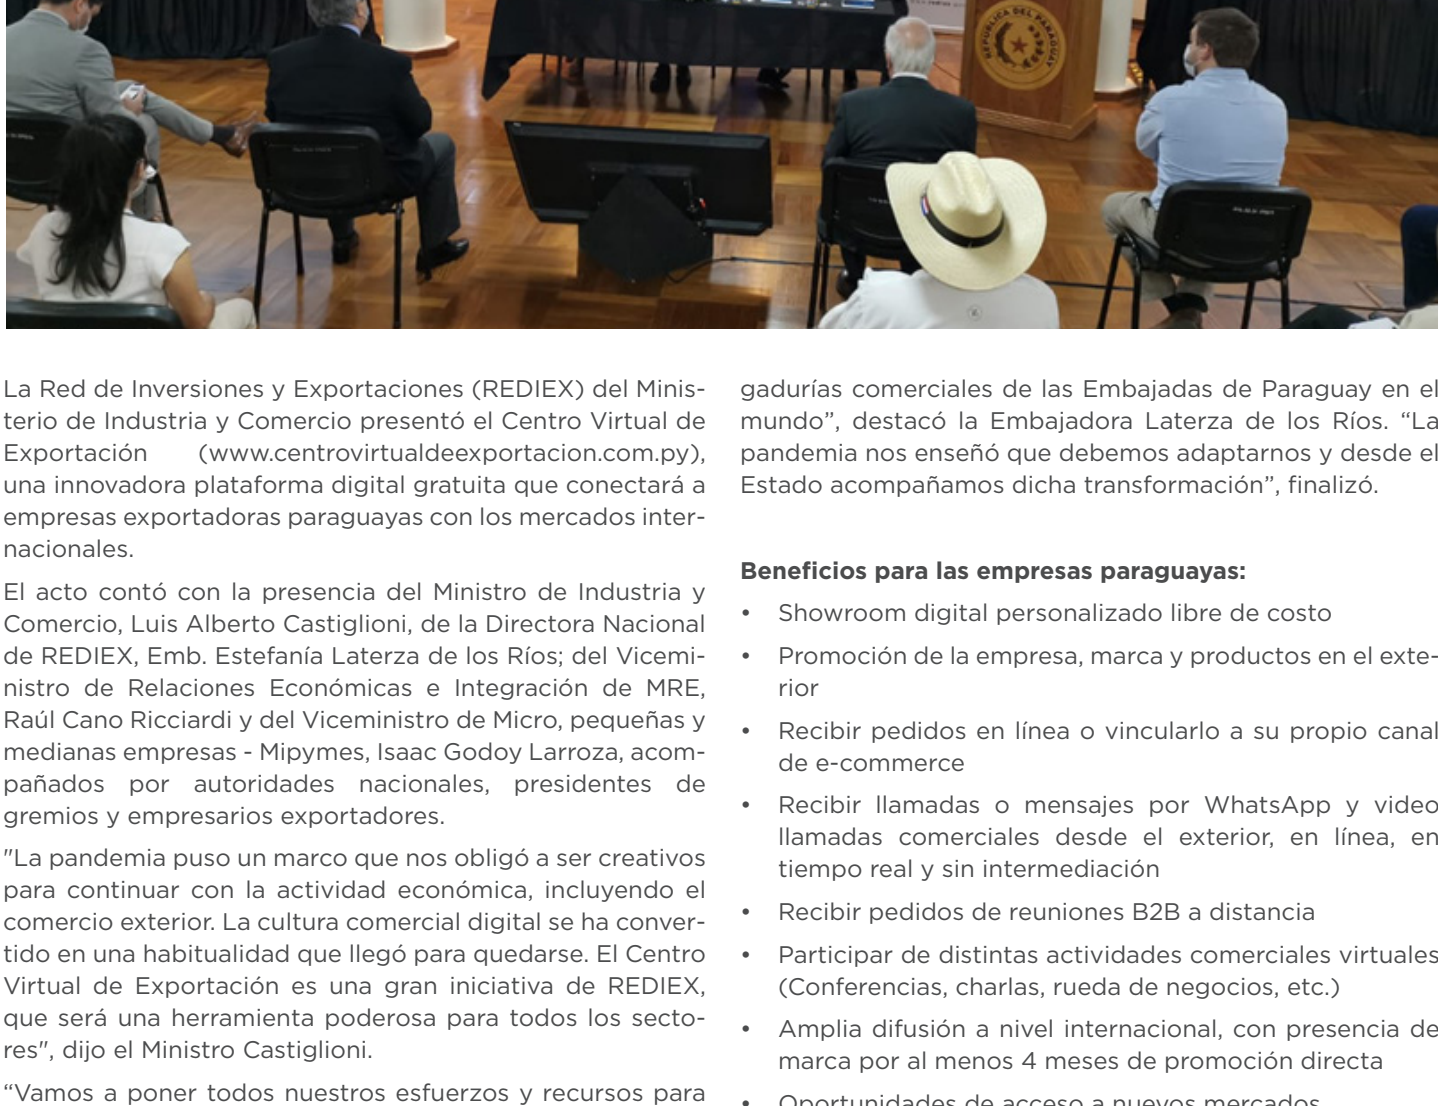 REPUBLICA DEL PARAGUAY
La Red de Inversiones y Exportaciones (REDIEX) del Minis-
terio de Industria y Comercio presentó el Centro Virtual de
Exportación (www.centrovirtualdeexportacion.com.py),
una innovadora plataforma digital gratuita que conectará a
empresas exportadoras paraguayas con los mercados inter-
nacionales.
El acto contó con la presencia del Ministro de Industria y
Comercio, Luis Alberto Castiglioni, de la Directora Nacional
de REDIEX, Emb. Estefanía Laterza de los Ríos; del Vicemi-
nistro de Relaciones Económicas e Integración de MRE,
Raúl Cano Ricciardi y del Viceministro de Micro, pequeñas y
medianas empresas - Mipymes, Isaac Godoy Larroza, acom-
pañados por autoridades nacionales, presidentes de
gremios y empresarios exportadores.
"La pandemia puso un marco que nos obligó a ser creativos
para continuar con la actividad económica, incluyendo el
comercio exterior. La cultura comercial digital se ha conver-
tido en una habitualidad que llegó para quedarse. El Centro
Virtual de Exportación es una gran iniciativa de REDIEX,
que será una herramienta poderosa para todos los secto-
res", dijo el Ministro Castiglioni.
“Vamos a poner todos nuestros esfuerzos y recursos para
gadurías comerciales de las Embajadas de Paraguay en el
mundo”, destacó la Embajadora Laterza de los Ríos. “La
pandemia nos enseñó que debemos adaptarnos y desde el
Estado acompañamos dicha transformación”, finalizó.
Beneficios para las empresas paraguayas:
• Showroom digital personalizado libre de costo
• Promoción de la empresa, marca y productos en el exte-
rior
• Recibir pedidos en línea o vincularlo a su propio canal
de e-commerce
• Recibir llamadas o mensajes por WhatsApp y video
llamadas comerciales desde el exterior, en línea, en
tiempo real y sin intermediación
• Recibir pedidos de reuniones B2B a distancia
• Participar de distintas actividades comerciales virtuales
(Conferencias, charlas, rueda de negocios, etc.)
• Amplia difusión a nivel internacional, con presencia de
marca por al menos 4 meses de promoción directa
• Oportunidades de acceso a nuevos mercados